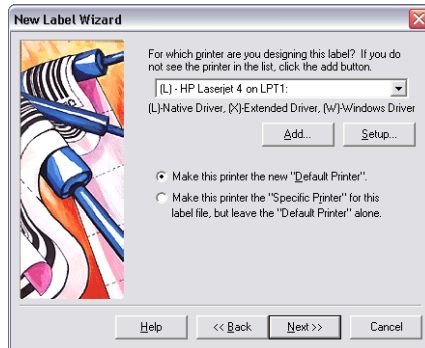 New Label Wizard
For which printer are you designing this label? If you do
not see the printer in the list, click the add button.
(L) - HP Laserjet 4 on LPT1:
(L)-Native Driver, (X)-Extended Driver, (W)-Windows Driver
Add... Setup...
Make this printer the new "Default Printer".
Make this printer the "Specific Printer" for this
label file, but leave the "Default Printer" alone.
Help << Back Next >> Cancel